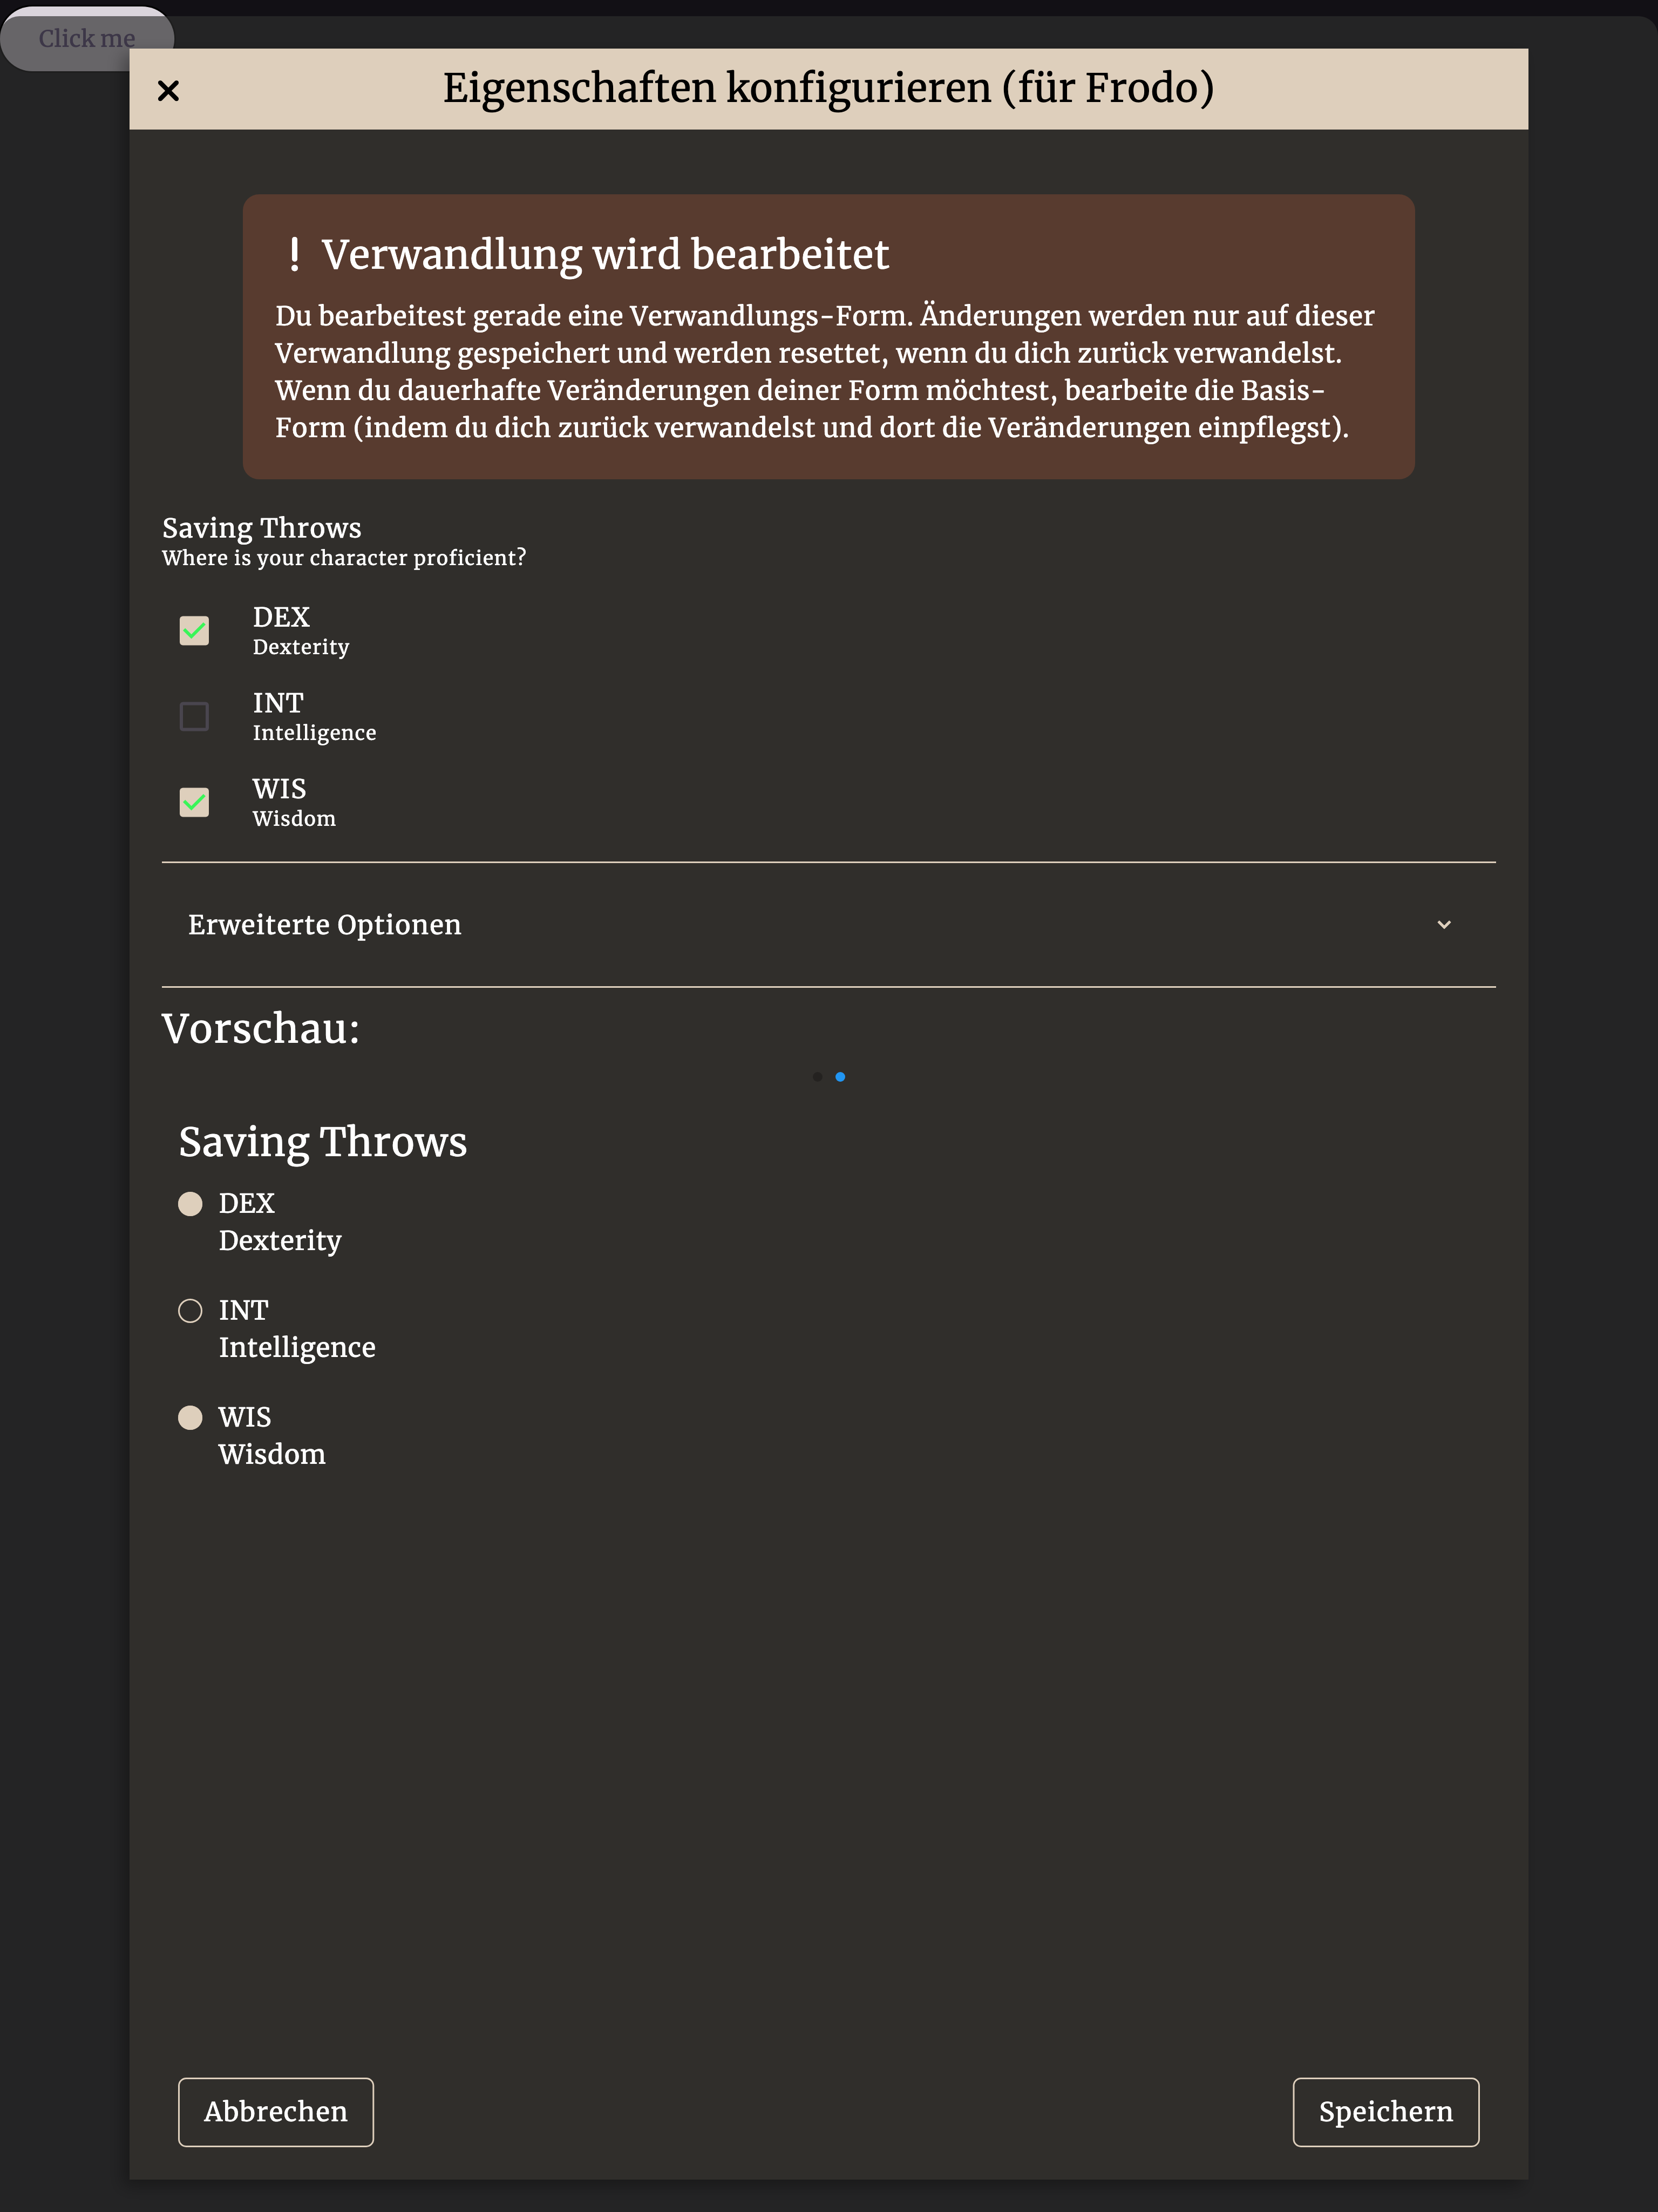 Click me
Eigenschaften konfigurieren (für Frodo)
! Verwandlung wird bearbeitet
Du bearbeitest gerade eine Verwandlungs-Form. Änderungen werden nur auf dieser
Verwandlung gespeichert und werden resettet, wenn du dich zurück verwandelst.
Wenn du dauerhafte Veränderungen deiner Form möchtest, bearbeite die Basis-
Form (indem du dich zurück verwandelst und dort die Veränderungen einpflegst).
Saving Throws
Where is your character proficient?
DEX
Dexterity
INT
Intelligence
WIS
Wisdom
Erweiterte Optionen
Vorschau:
Saving Throws
DEX
Dexterity
INT
Intelligence
WIS
Wisdom
Abbrechen
Speichern